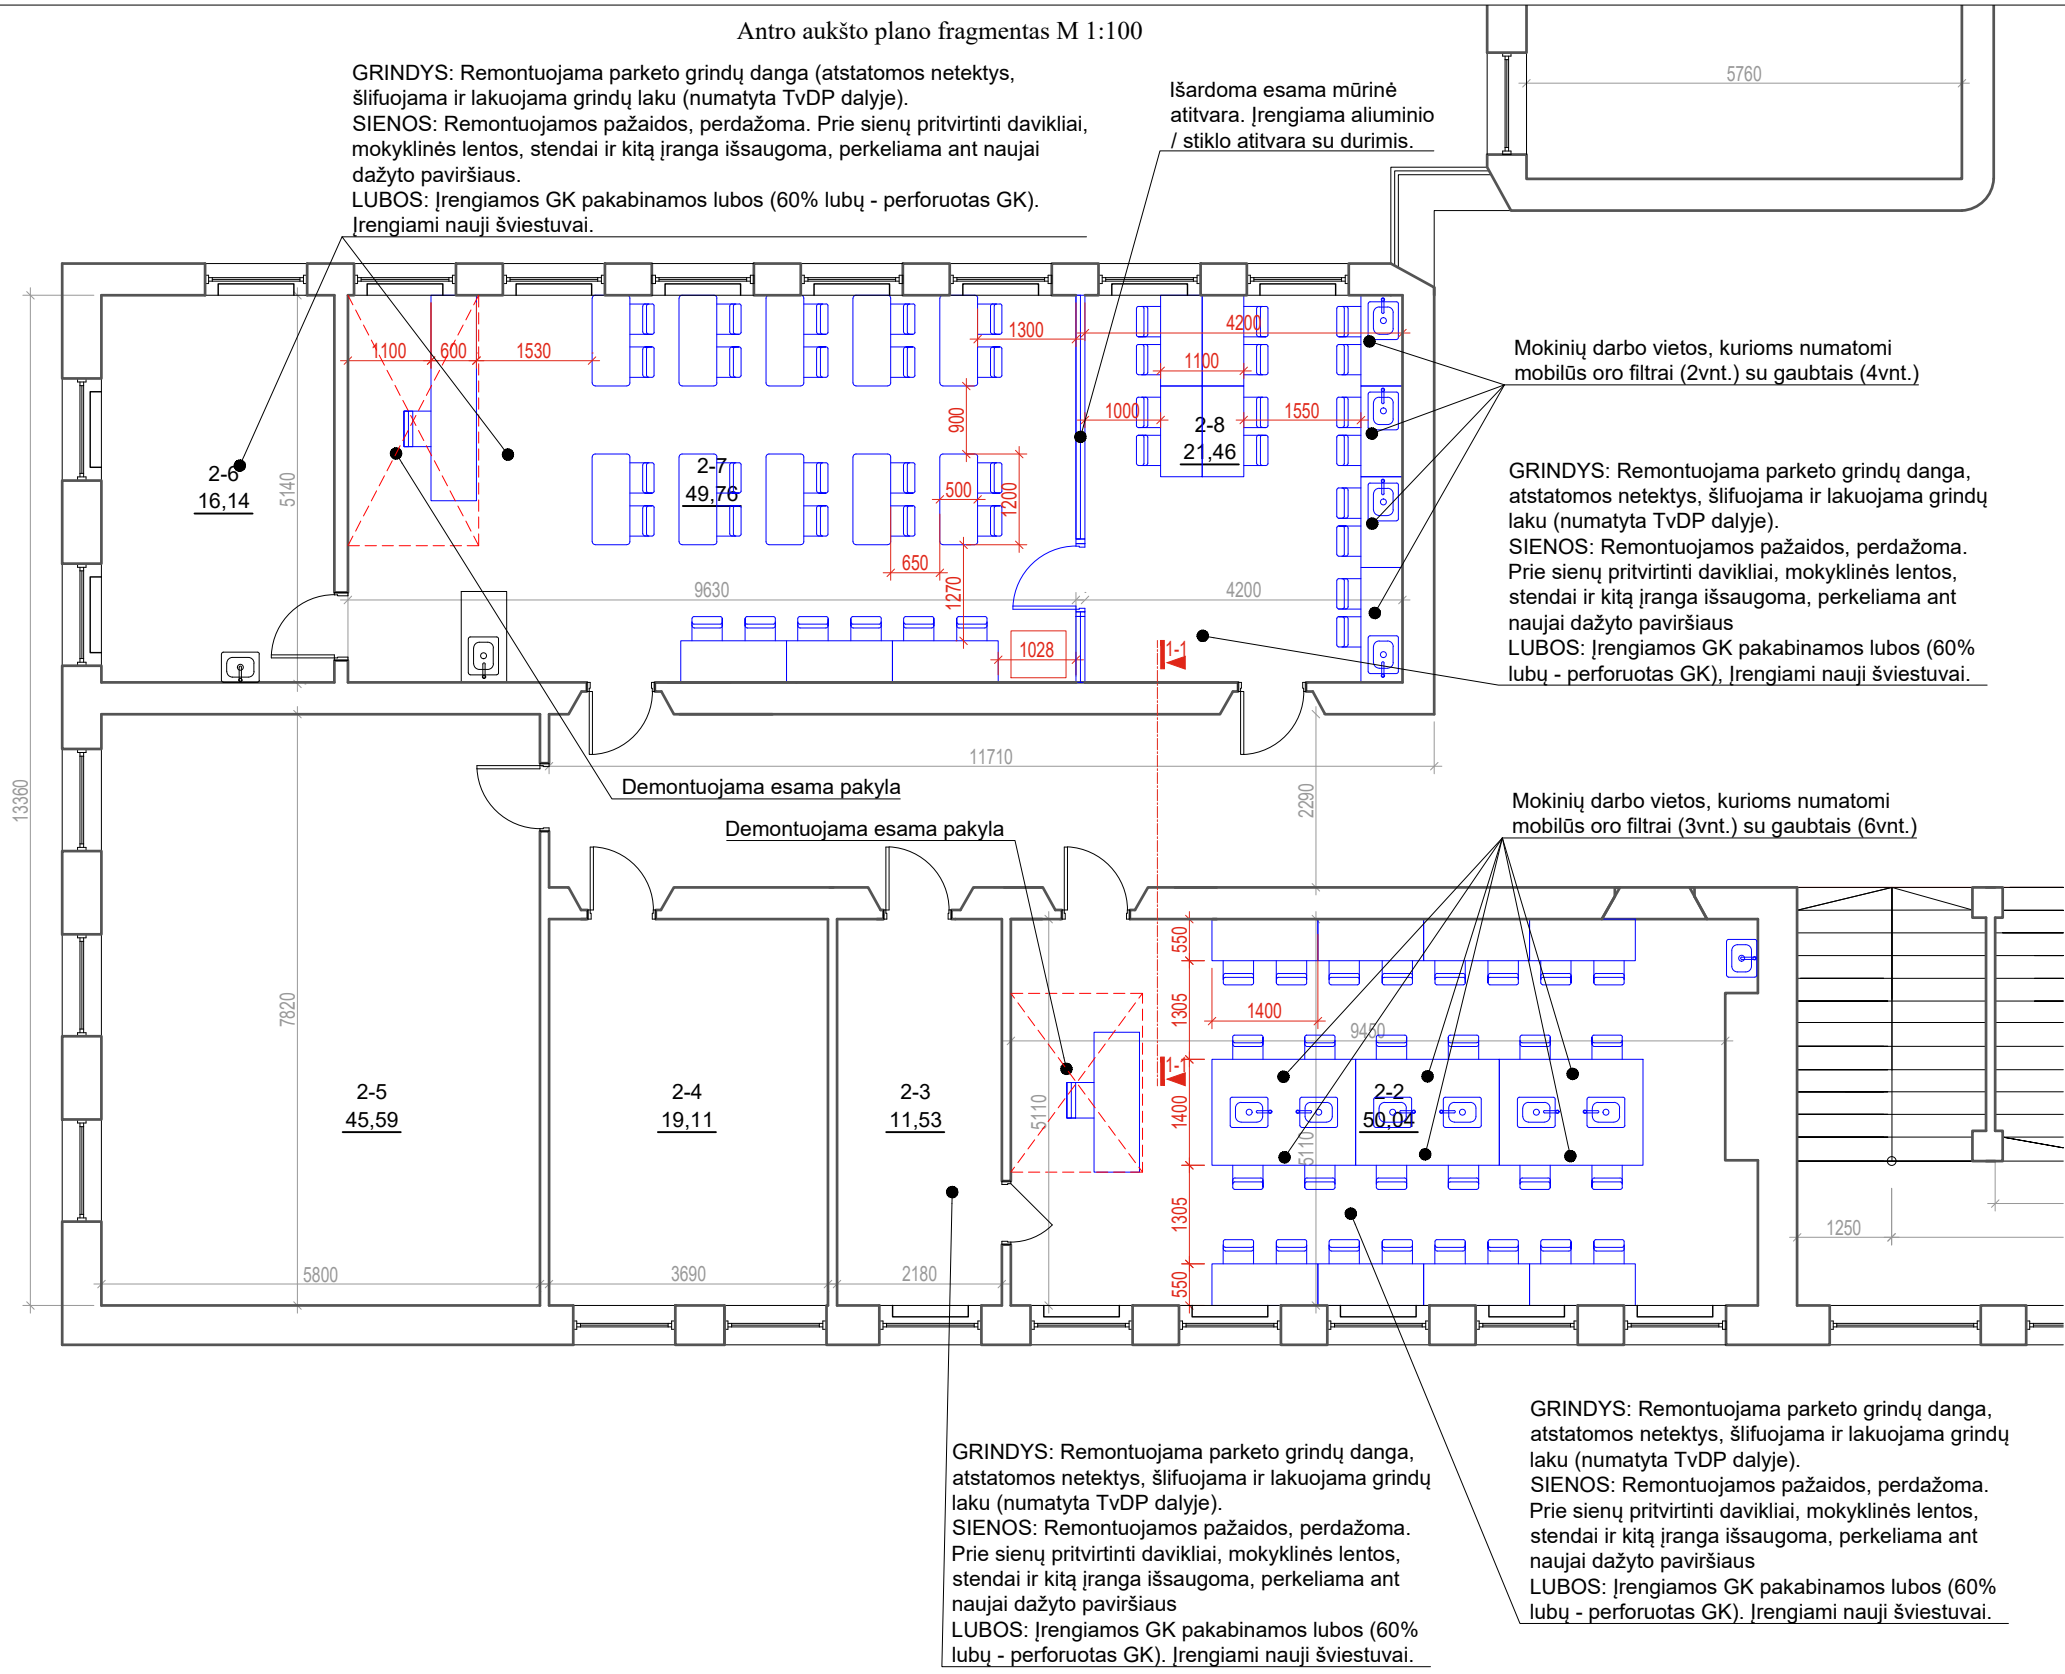 Antro aukšto plano fragmentas M 1:100
GRINDYS: Remontuojama parketo grindų danga (atstatomos netektys,
šlifuojama ir lakuojama grindų laku (numatyta TvDP dalyje).
SIENOS: Remontuojamos pažaidos, perdažoma. Prie sienų pritvirtinti davikliai,
mokyklinės lentos, stendai ir kitą įranga išsaugoma, perkeliama ant naujai
dažyto paviršiaus.
LUBOS: Įrengiamos GK pakabinamos lubos (60% lubų - perforuotas GK).
Įrengiami nauji šviestuvai.
Išardoma esama mūrinė
atitvara. Įrengiama aliuminio
/ stiklo atitvara su durimis.
5760
Mokinių darbo vietos, kurioms numatomi
mobilūs oro filtrai (2vnt.) su gaubtais (4vnt.)
GRINDYS: Remontuojama parketo grindų danga,
atstatomos netektys, šlifuojama ir lakuojama grindų
laku (numatyta TvDP dalyje).
SIENOS: Remontuojamos pažaidos, perdažoma.
Prie sienų pritvirtinti davikliai, mokyklinės lentos,
stendai ir kitą įranga išsaugoma, perkeliama ant
naujai dažyto paviršiaus
LUBOS: Įrengiamos GK pakabinamos lubos (60%
lubų - perforuotas GK), Įrengiami nauji šviestuvai.
1100
600
1530
1300
4200
1100
1000
1550
900
500
1200
650
1270
1028
2-6
16,14
5140
2-7
49,76
2-8
21,46
9630
4200
1-1
13360
11710
2290
Demontuojama esama pakyla
Demontuojama esama pakyla
Mokinių darbo vietos, kurioms numatomi
mobilūs oro filtrai (3vnt.) su gaubtais (6vnt.)
7820
2-5
45,59
2-4
19,11
2-3
11,53
2-2
50,04
550
1305
1400
1305
550
1400
9450
1-1
5110
5110
5800
3690
2180
1250
GRINDYS: Remontuojama parketo grindų danga,
atstatomos netektys, šlifuojama ir lakuojama grindų
laku (numatyta TvDP dalyje).
SIENOS: Remontuojamos pažaidos, perdažoma.
Prie sienų pritvirtinti davikliai, mokyklinės lentos,
stendai ir kitą įranga išsaugoma, perkeliama ant
naujai dažyto paviršiaus
LUBOS: Įrengiamos GK pakabinamos lubos (60%
lubų - perforuotas GK). Įrengiami nauji šviestuvai.
GRINDYS: Remontuojama parketo grindų danga,
atstatomos netektys, šlifuojama ir lakuojama grindų
laku (numatyta TvDP dalyje).
SIENOS: Remontuojamos pažaidos, perdažoma.
Prie sienų pritvirtinti davikliai, mokyklinės lentos,
stendai ir kitą įranga išsaugoma, perkeliama ant
naujai dažyto paviršiaus
LUBOS: Įrengiamos GK pakabinamos lubos (60%
lubų - perforuotas GK). Įrengiami nauji šviestuvai.